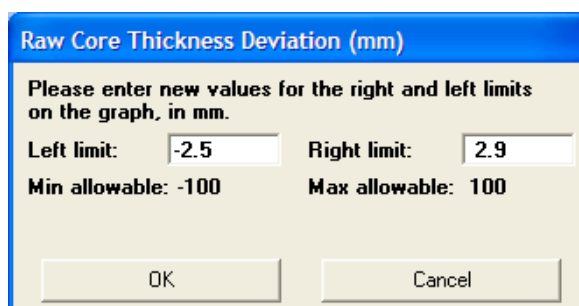 Raw Core Thickness Deviation (mm)
Please enter new values for the right and left limits
on the graph, in mm.
Left limit: -2.5 Right limit: 2.9
Min allowable: -100 Max allowable: 100
OK Cancel